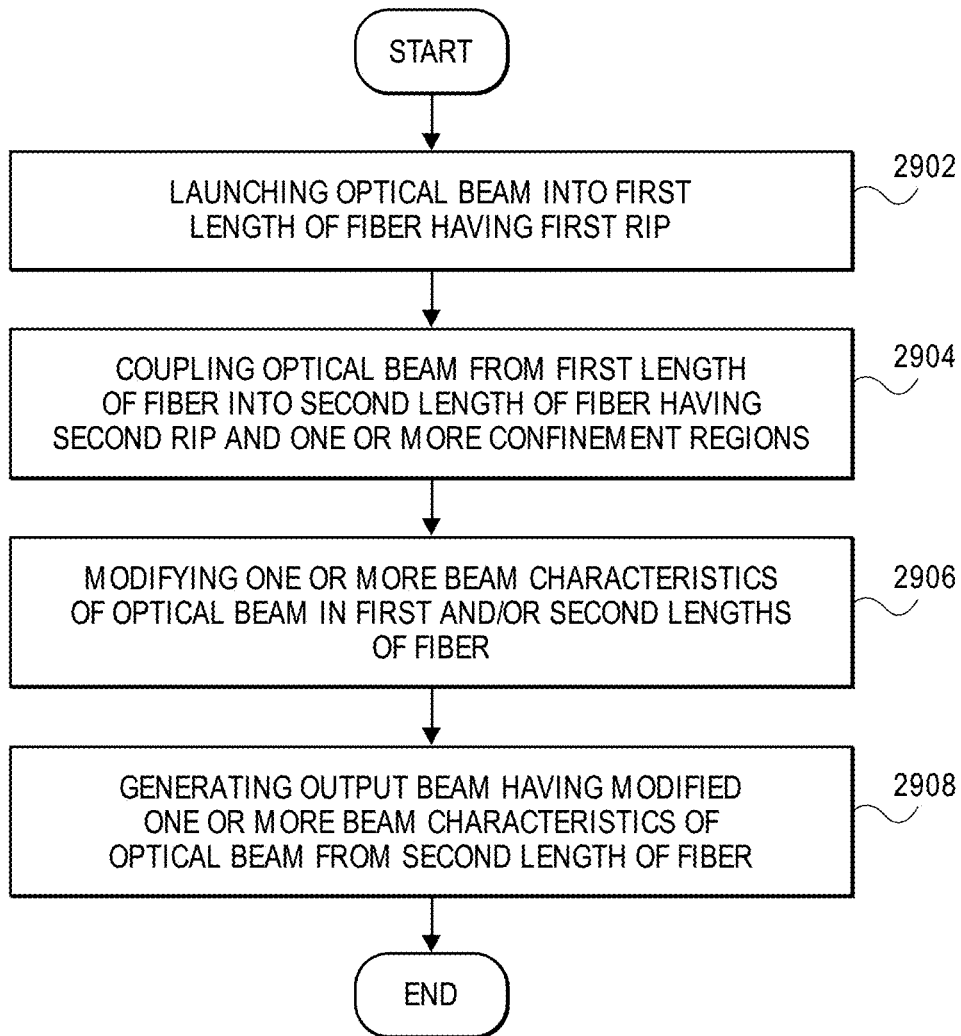 START
LAUNCHING OPTICAL BEAM INTO FIRST
LENGTH OF FIBER HAVING FIRST RIP
2902
COUPLING OPTICAL BEAM FROM FIRST LENGTH
OF FIBER INTO SECOND LENGTH OF FIBER HAVING
SECOND RIP AND ONE OR MORE CONFINEMENT REGIONS
2904
MODIFYING ONE OR MORE BEAM CHARACTERISTICS
OF OPTICAL BEAM IN FIRST AND/OR SECOND LENGTHS
OF FIBER
2906
GENERATING OUTPUT BEAM HAVING MODIFIED
ONE OR MORE BEAM CHARACTERISTICS OF
OPTICAL BEAM FROM SECOND LENGTH OF FIBER
2908
END